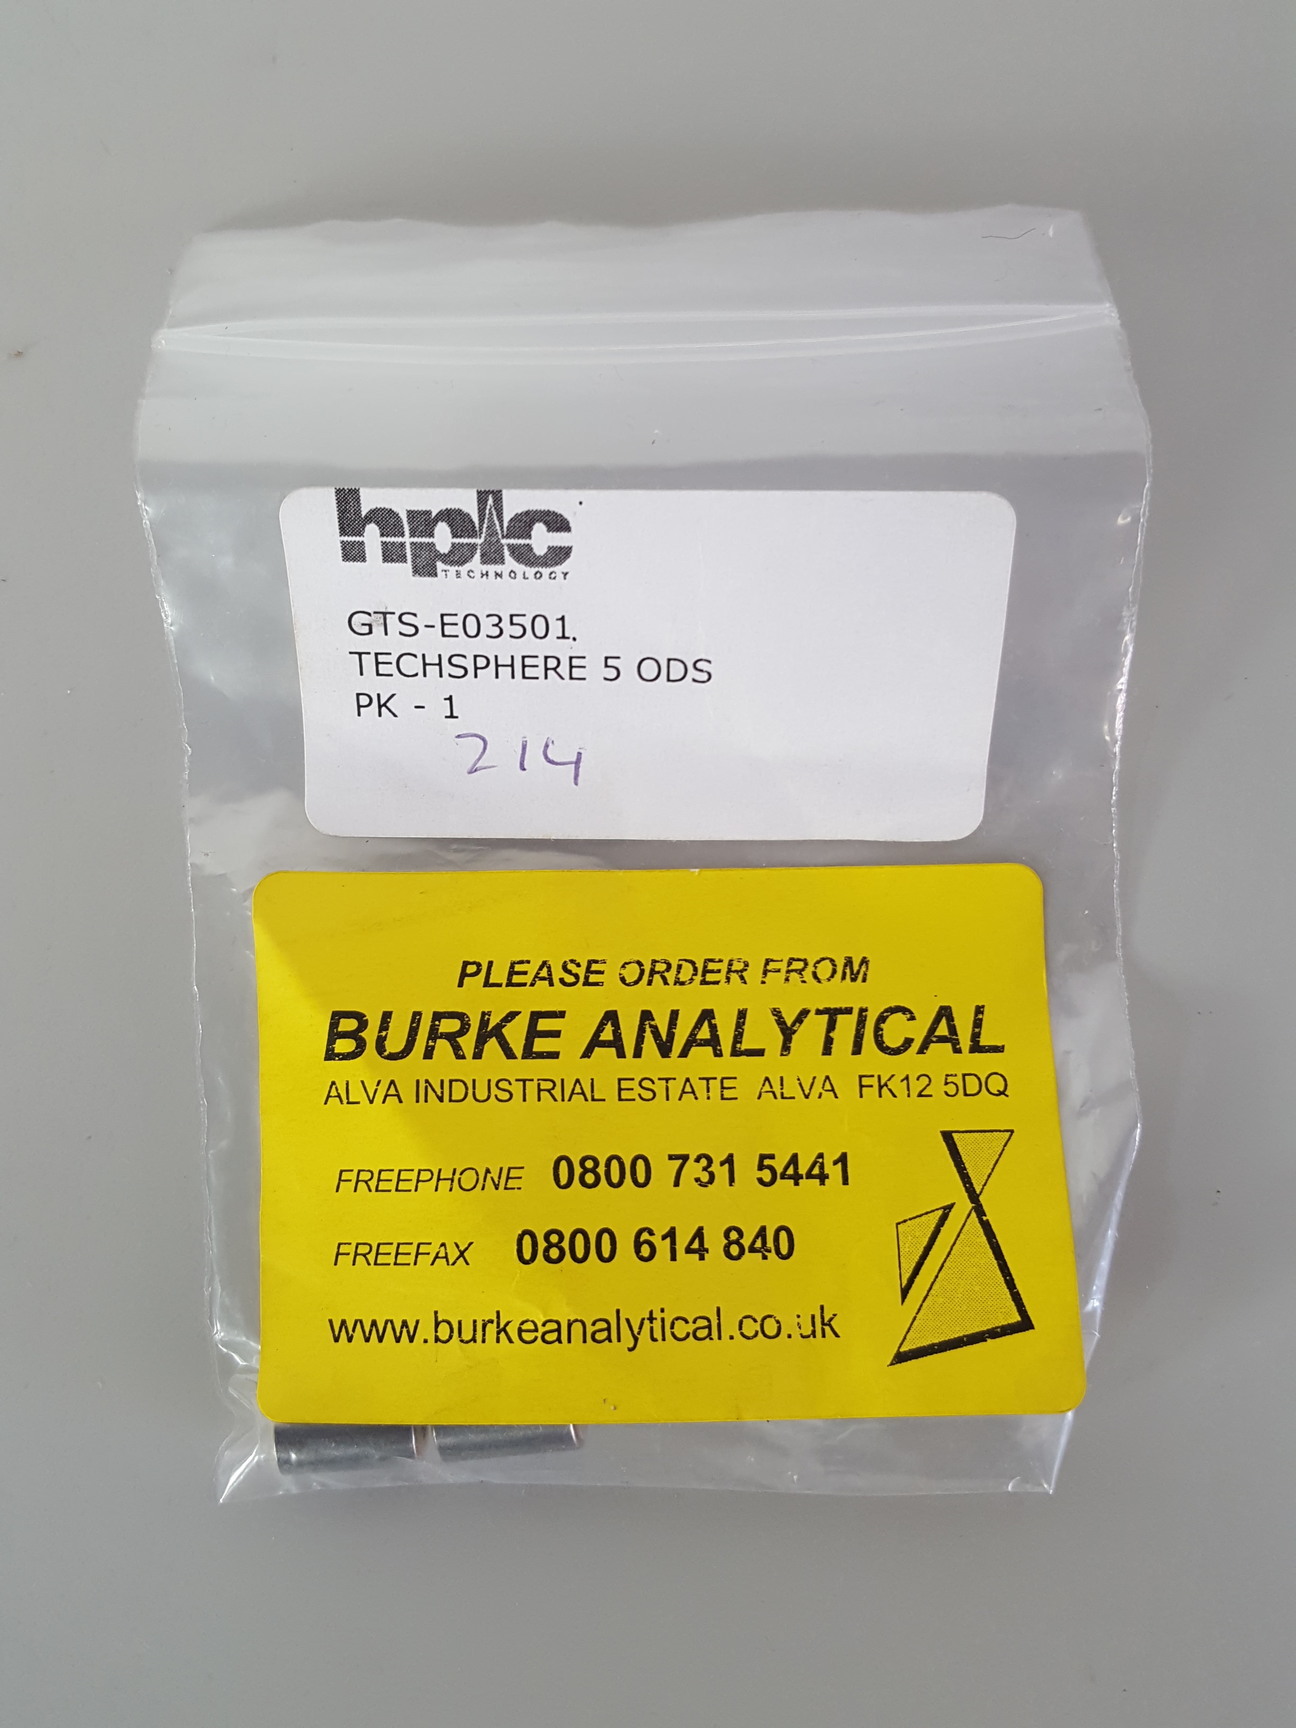 hplc
TECHNOLOGY
GTS-E03501.
TECHSPHERE 5 ODS
PK - 1
214
PLEASE ORDER FROM
BURKE ANALYTICAL
ALVA INDUSTRIAL ESTATE ALVA FK12 5DQ
FREEPHONE 0800 731 5441
FREEFAX 0800 614 840
www.burkeanalytical.co.uk